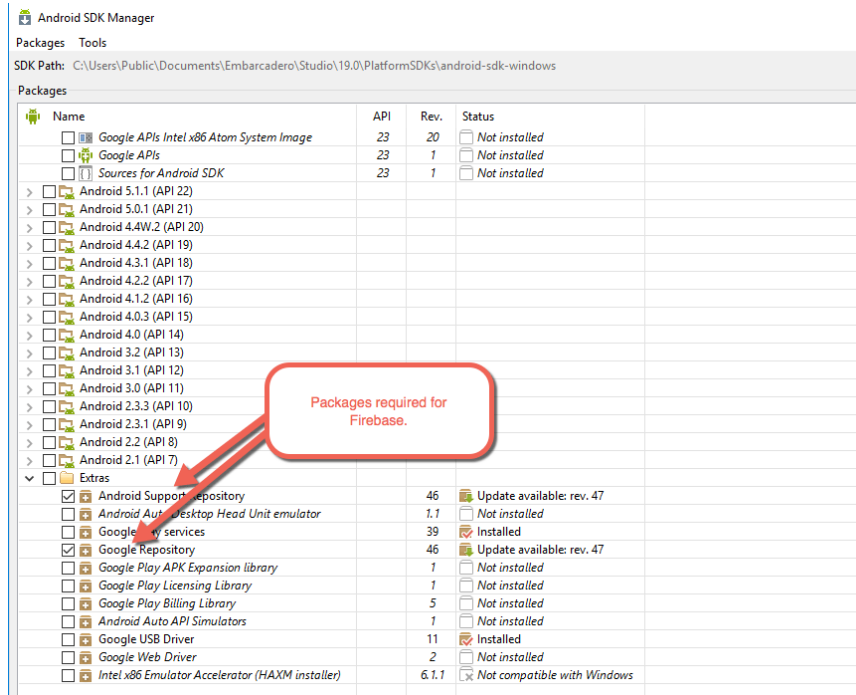 Android SDK Manager
Packages Tools
SDK Path: C:\Users\Public\Documents\Embarcadero\Studio\19.0\PlatformSDKs\android-sdk-windows
Packages
Name API Rev. Status
Google APIs Intel x86 Atom System Image 23 20 Not installed
Google APIs 23 1 Not installed
Sources for Android SDK 23 1 Not installed
Android 5.1.1 (API 22)
Android 5.0.1 (API 21)
Android 4.4W.2 (API 20)
Android 4.4.2 (API 19)
Android 4.3.1 (API 18)
Android 4.2.2 (API 17)
Android 4.1.2 (API 16)
Android 4.0.3 (API 15)
Android 4.0 (API 14)
Android 3.2 (API 13)
Android 3.1 (API 12)
Android 3.0 (API 11)
Android 2.3.3 (API 10)
Android 2.3.1 (API 9)
Android 2.2 (API 8)
Android 2.1 (API 7)
Packages required for
Firebase.
Extras
Android Support Repository 46 Update available: rev. 47
Android Auto Desktop Head Unit emulator 1.1 Not installed
Google Play services 39 Installed
Google Repository 46 Update available: rev. 47
Google Play APK Expansion library 1 Not installed
Google Play Licensing Library 1 Not installed
Google Play Billing Library 5 Not installed
Android Auto API Simulators 1 Not installed
Google USB Driver 11 Installed
Google Web Driver 2 Not installed
Intel x86 Emulator Accelerator (HAXM installer) 6.1.1 Not compatible with Windows